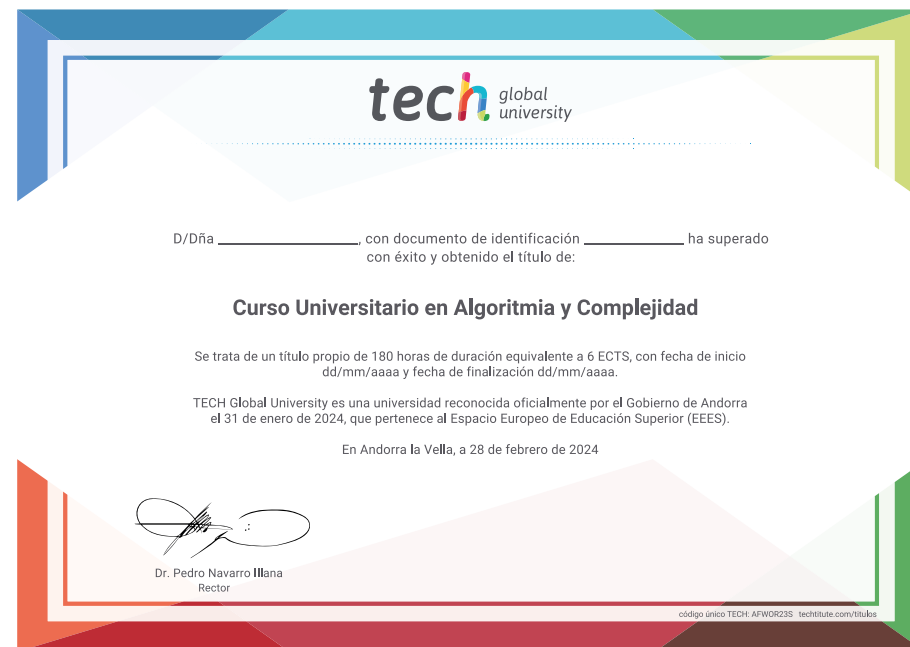 tech global university
D/Dña ______________, con documento de identificación __________ ha superado
con éxito y obtenido el título de:
Curso Universitario en Algoritmia y Complejidad
Se trata de un título propio de 180 horas de duración equivalente a 6 ECTS, con fecha de inicio
dd/mm/aaaa y fecha de finalización dd/mm/aaaa.
TECH Global University es una universidad reconocida oficialmente por el Gobierno de Andorra
el 31 de enero de 2024, que pertenece al Espacio Europeo de Educación Superior (EEES).
En Andorra la Vella, a 28 de febrero de 2024
Dr. Pedro Navarro Illana
Rector
código único TECH: AFWOR23S techtitute.com/titulos